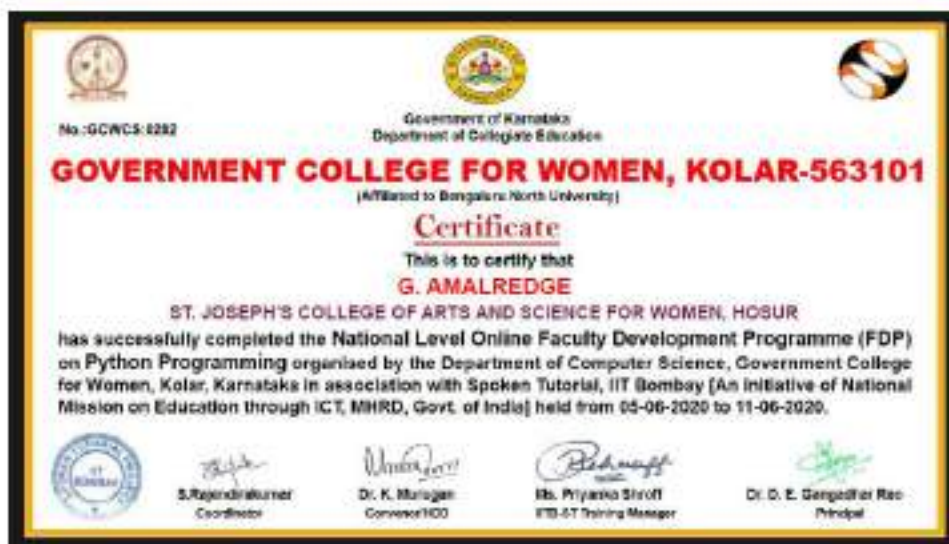 No.:GCWCS:0282
Government of Karnataka
Department of Collegiate Education
GOVERNMENT COLLEGE FOR WOMEN, KOLAR-563101
(Affiliated to Bengaluru North University)
Certificate
This is to certify that
G. AMALREDGE
ST. JOSEPH'S COLLEGE OF ARTS AND SCIENCE FOR WOMEN, HOSUR
has successfully completed the National Level Online Faculty Development Programme (FDP)
on Python Programming organised by the Department of Computer Science, Government College
for Women, Kolar, Karnataka in association with Spoken Tutorial, IIT Bombay [An initiative of National
Mission on Education through ICT, MHRD, Govt. of India] held from 05-06-2020 to 11-06-2020.
S.Rajendirakumar
Coordinator
Dr. K. Murugan
Convenor/HOD
Ms. Priyanka Shroff
IITB-ST Training Manager
Dr. D. E. Gangadhar Rao
Principal